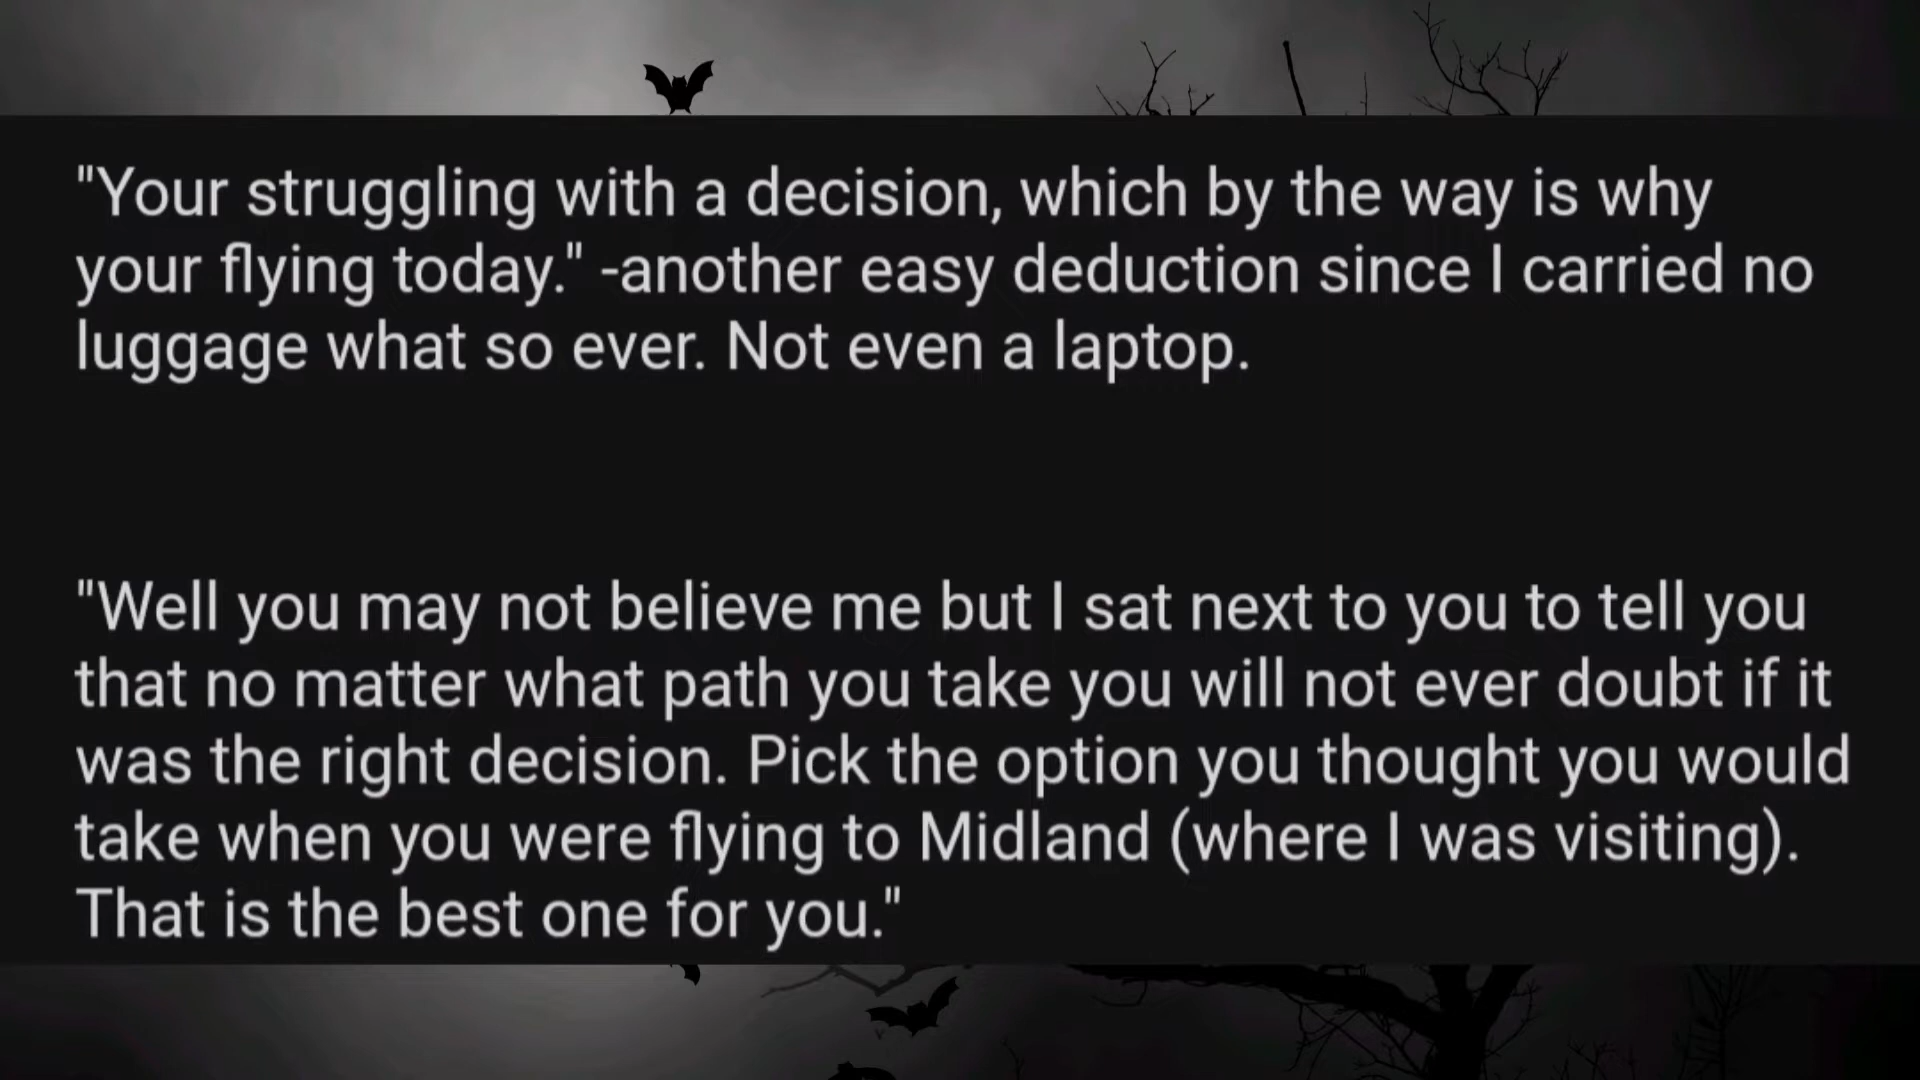 "Your struggling with a decision, which by the way is why
your flying today." -another easy deduction since I carried no
luggage what so ever. Not even a laptop.
"Well you may not believe me but I sat next to you to tell you
that no matter what path you take you will not ever doubt if it
was the right decision. Pick the option you thought you would
take when you were flying to Midland (where I was visiting).
That is the best one for you."